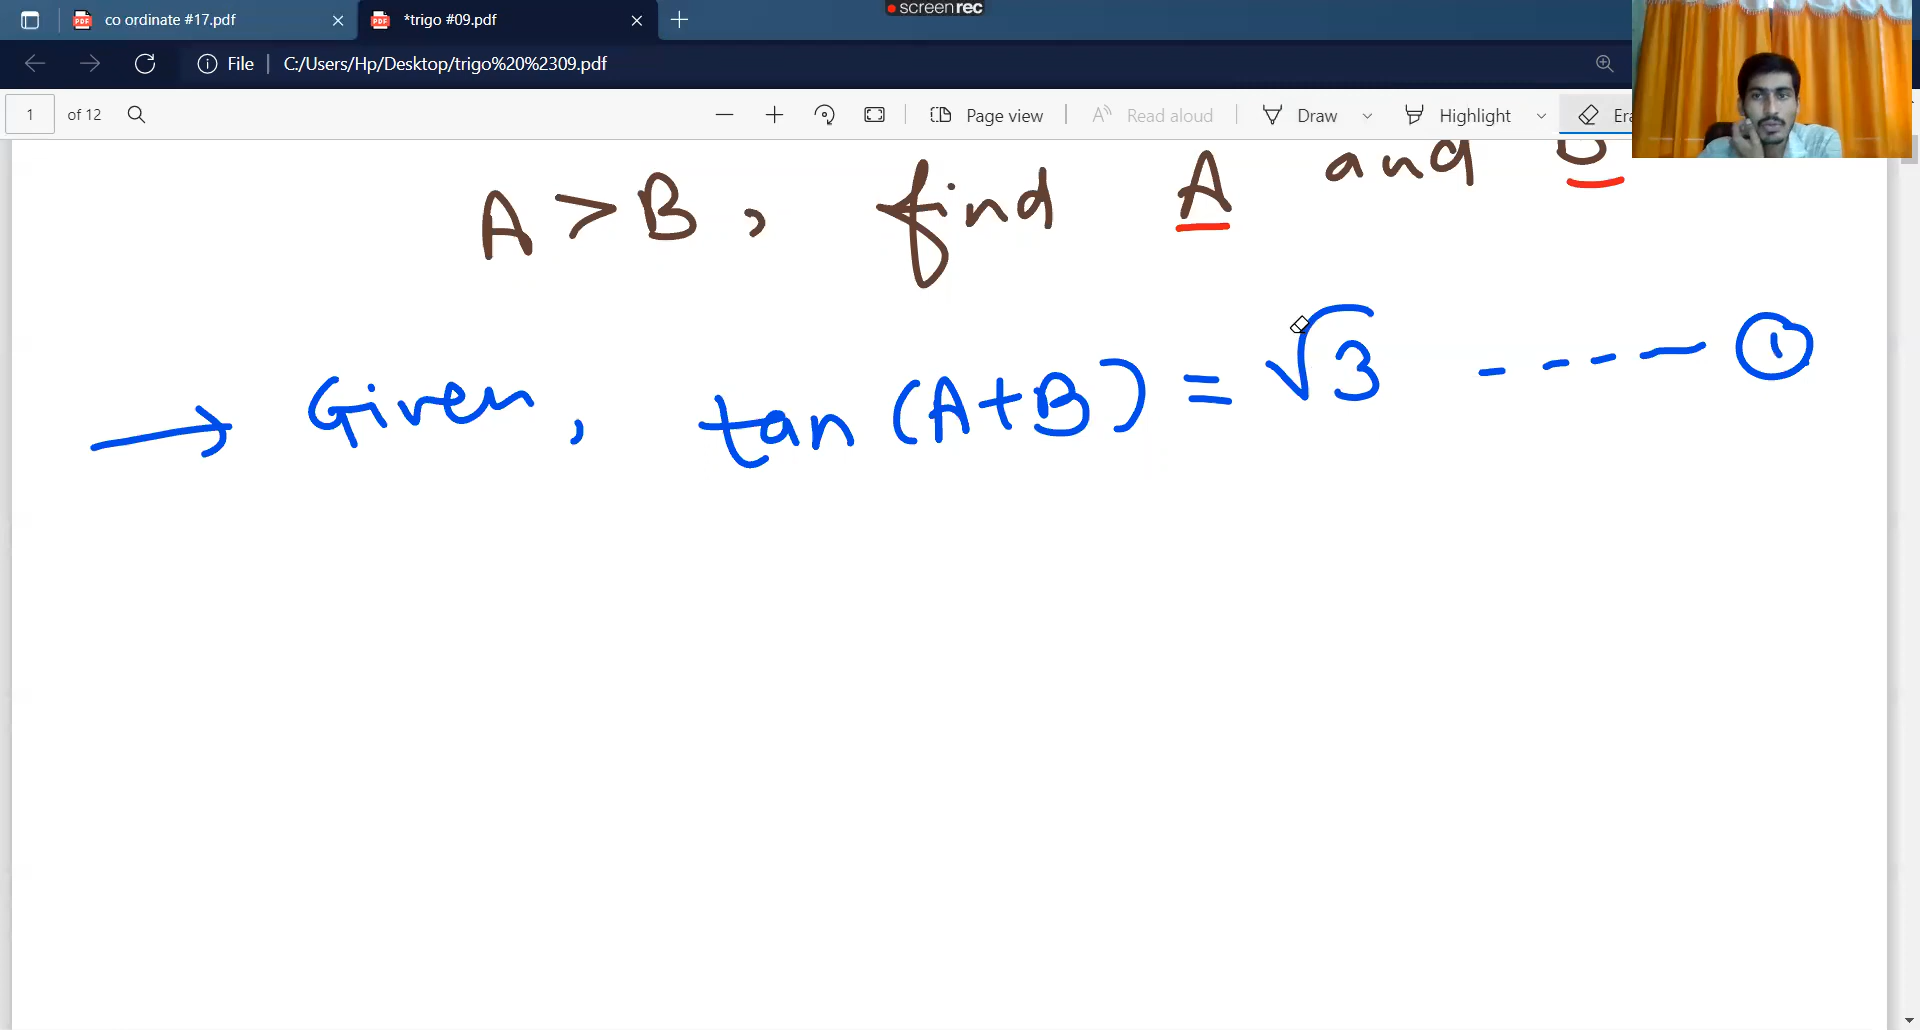 co ordinate #17.pdf
*trigo #09.pdf
screenrec
File
C:/Users/Hp/Desktop/trigo%20%2309.pdf
1 of 12
Page view
Read aloud
Draw
Highlight
A > B, find A and B
→ Given, tan (A+B) = √3 - - - — ①